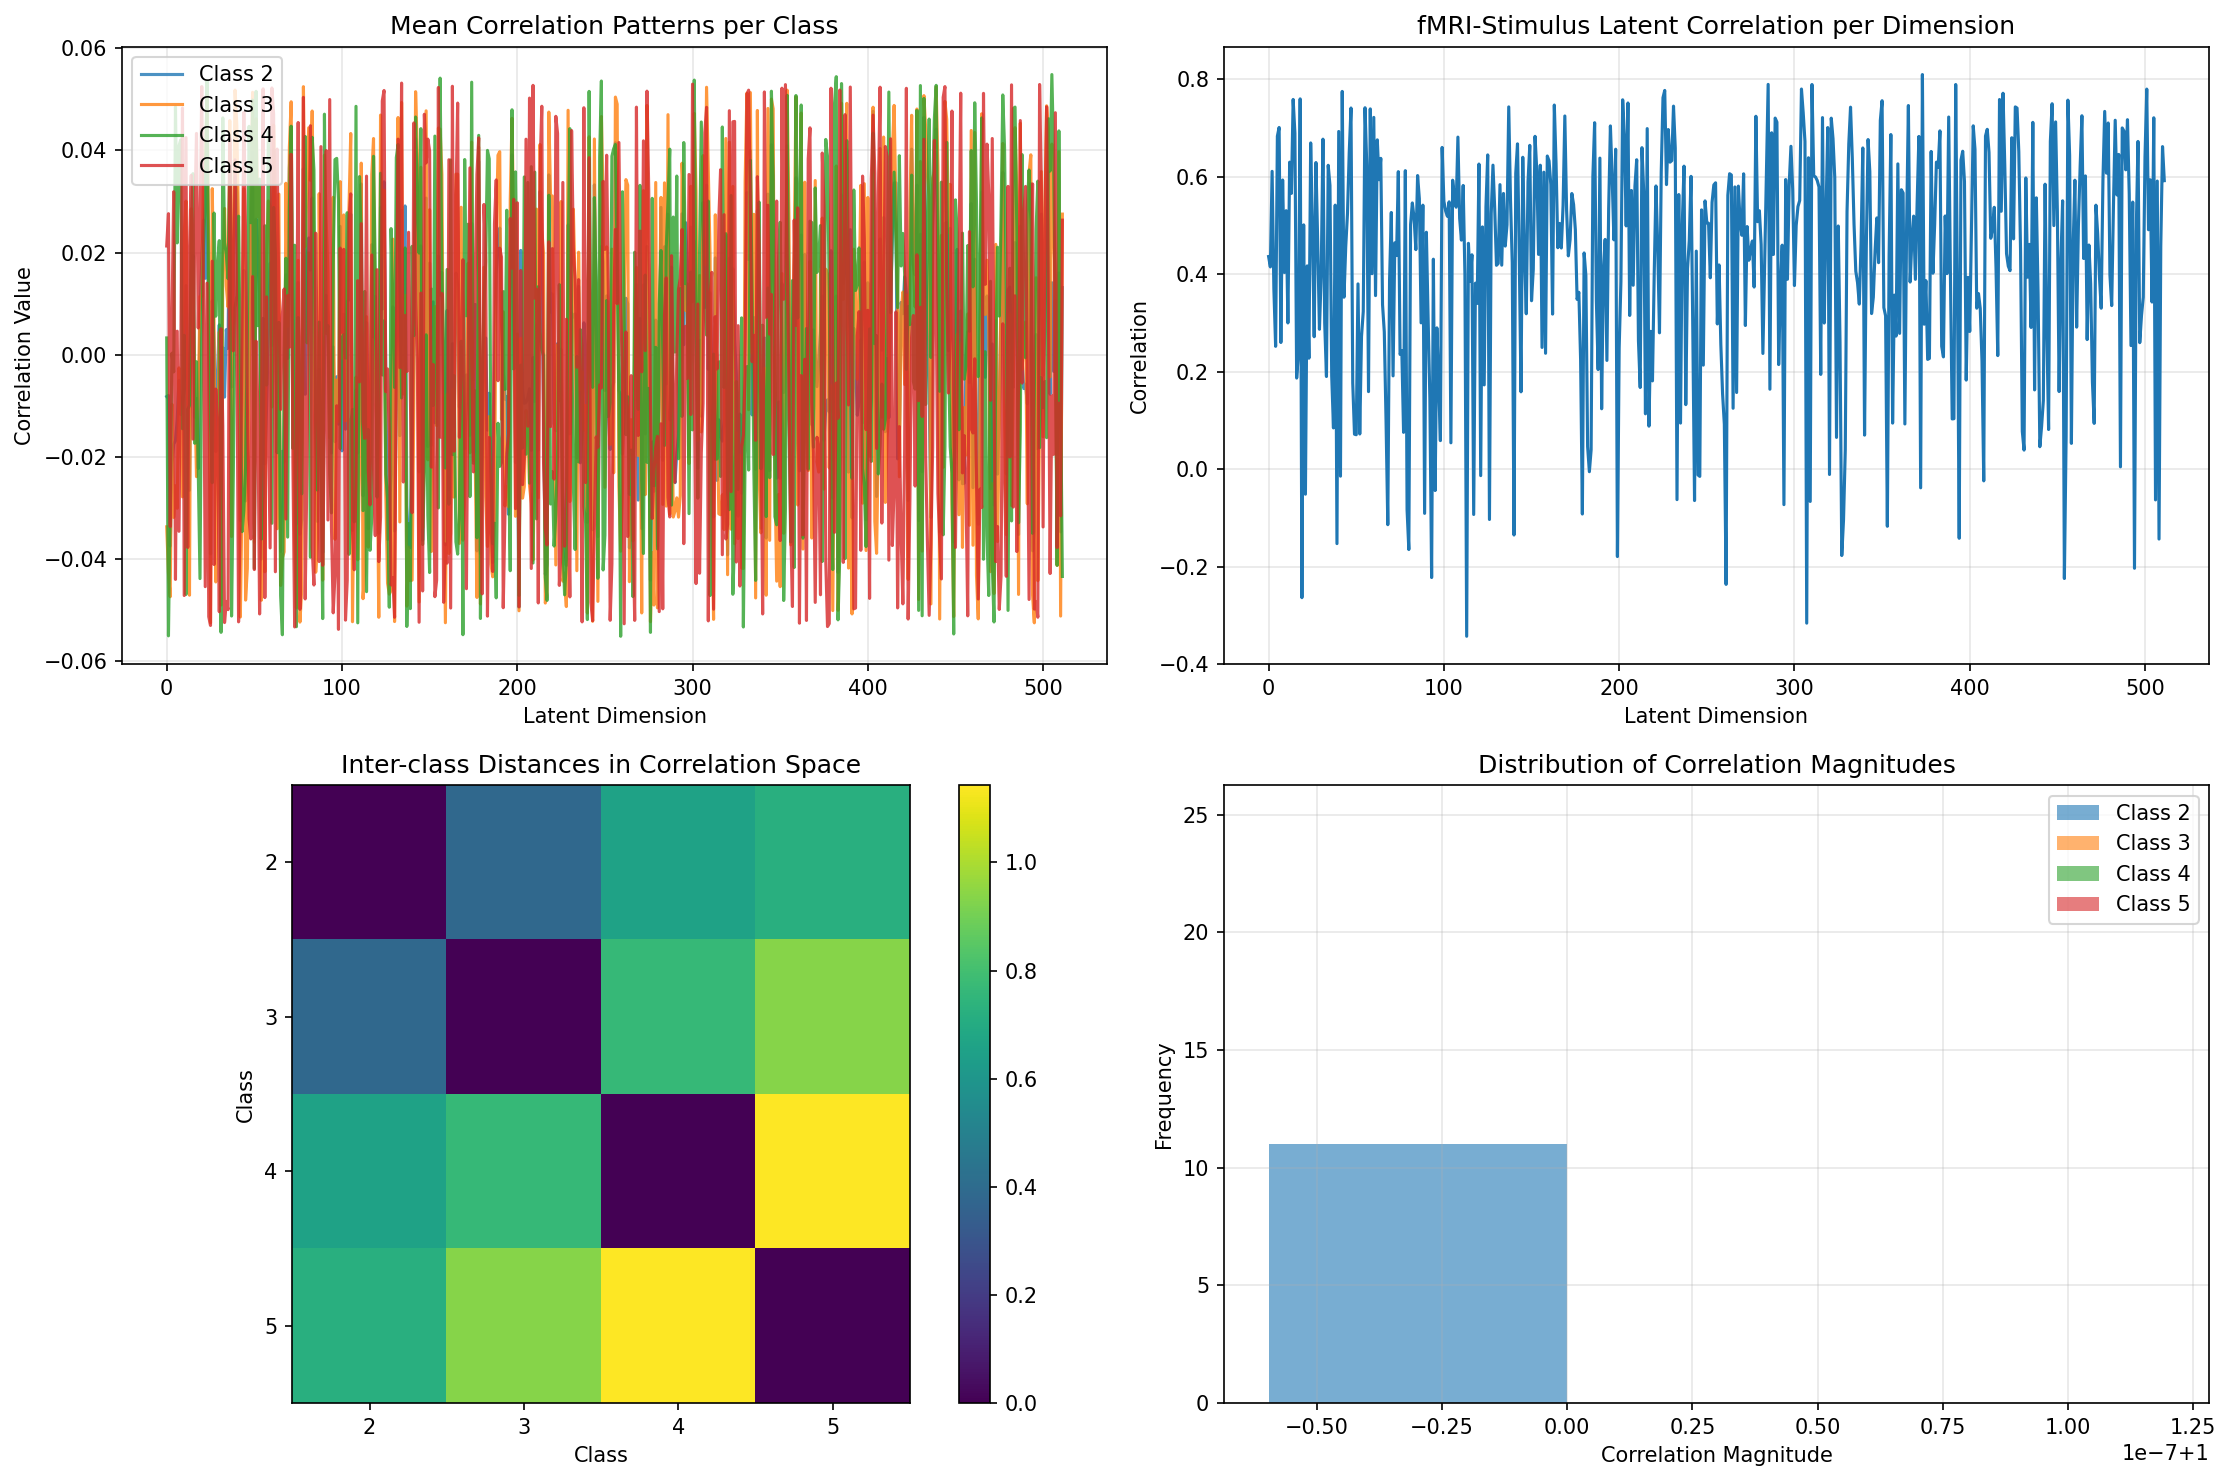 Mean Correlation Patterns per Class
Correlation Value
0.06
0.04
0.02
0.00
−0.02
−0.04
−0.06
Class 2
Class 3
Class 4
Class 5
0 100 200 300 400 500
Latent Dimension
fMRI-Stimulus Latent Correlation per Dimension
Correlation
0.8
0.6
0.4
0.2
0.0
−0.2
−0.4
0 100 200 300 400 500
Latent Dimension
Inter-class Distances in Correlation Space
Class
2
3
4
5
2 3 4 5
Class
1.0
0.8
0.6
0.4
0.2
0.0
Distribution of Correlation Magnitudes
Frequency
25
20
15
10
5
0
Class 2
Class 3
Class 4
Class 5
−0.50 −0.25 0.00 0.25 0.50 0.75 1.00 1.25
1e−7+1
Correlation Magnitude